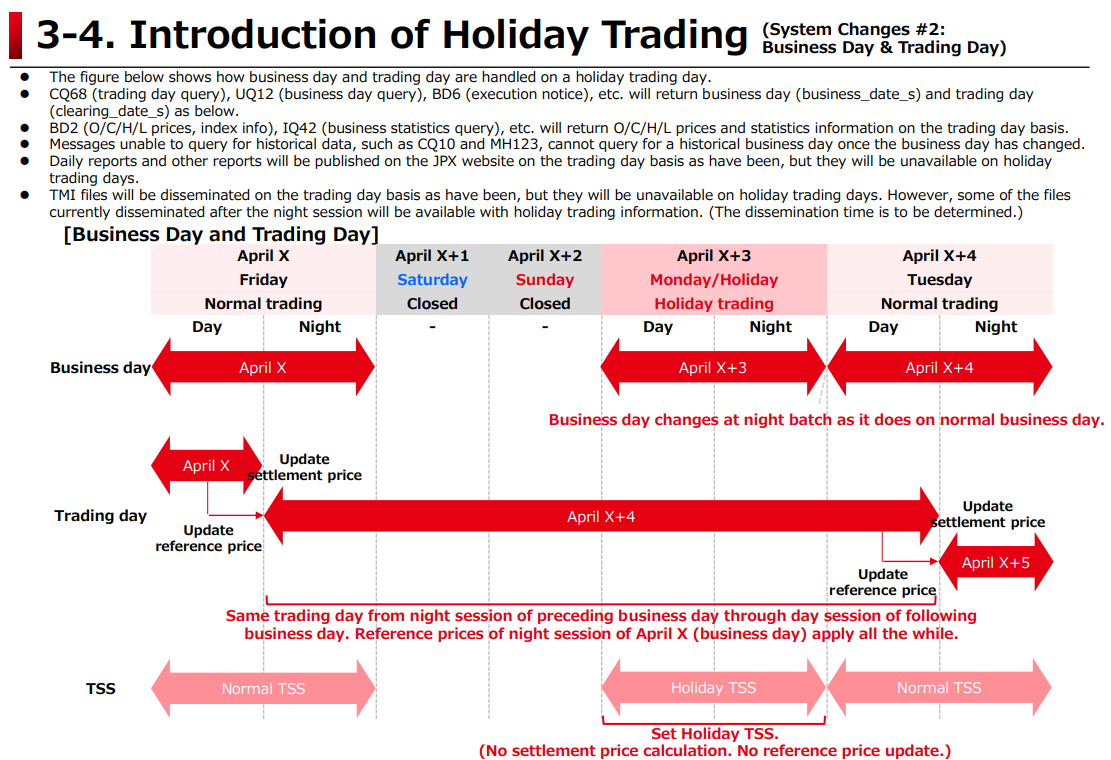 3-4. Introduction of Holiday Trading (System Changes #2:
Business Day & Trading Day)
● The figure below shows how business day and trading day are handled on a holiday trading day.
● CQ68 (trading day query), UQ12 (business day query), BD6 (execution notice), etc. will return business day (business_date_s) and trading day
(clearing_date_s) as below.
● BD2 (O/C/H/L prices, index info), IQ42 (business statistics query), etc. will return O/C/H/L prices and statistics information on the trading day basis.
● Messages unable to query for historical data, such as CQ10 and MH123, cannot query for a historical business day once the business day has changed.
● Daily reports and other reports will be published on the JPX website on the trading day basis as have been, but they will be unavailable on holiday
trading days.
● TMI files will be disseminated on the trading day basis as have been, but they will be unavailable on holiday trading days. However, some of the files
currently disseminated after the night session will be available with holiday trading information. (The dissemination time is to be determined.)
[Business Day and Trading Day]
April X April X+1 April X+2 April X+3 April X+4
Friday Saturday Sunday Monday/Holiday Tuesday
Normal trading Closed Closed Holiday trading Normal trading
Day Night - - Day Night Day Night
Business day April X April X+3 April X+4
Business day changes at night batch as it does on normal business day.
April X Update
settlement price
Trading day April X+4 Update
settlement price
Update
reference price
April X+5
Update
reference price
Same trading day from night session of preceding business day through day session of following
business day. Reference prices of night session of April X (business day) apply all the while.
TSS Normal TSS Holiday TSS Normal TSS
Set Holiday TSS.
(No settlement price calculation. No reference price update.)